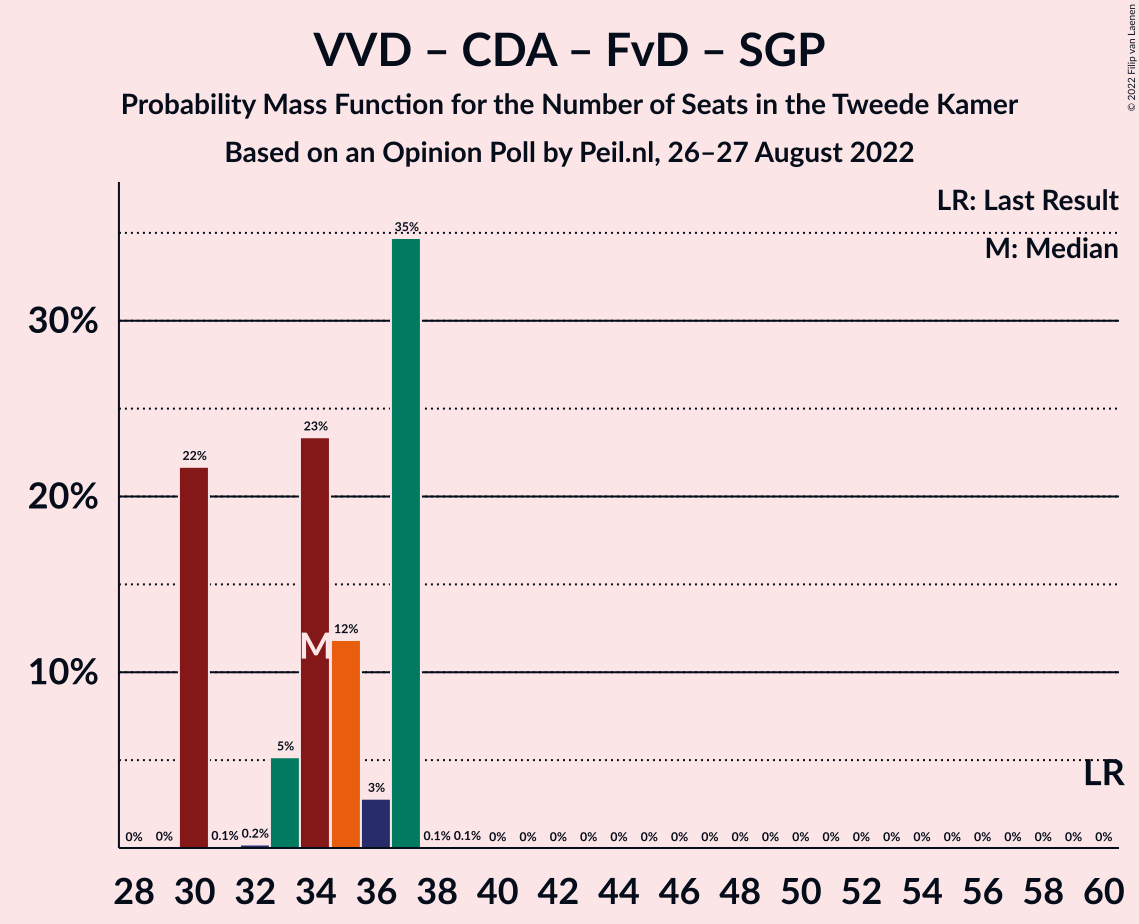 VVD – CDA – FvD – SGP
Probability Mass Function for the Number of Seats in the Tweede Kamer
Based on an Opinion Poll by Peil.nl, 26–27 August 2022
© 2022 Filip van Laenen
LR: Last Result
M: Median
35%
30%
23%
22%
20%
M
12%
10%
5%
3%
LR
0% 0% 0.1% 0.2% 0.1% 0.1% 0% 0% 0% 0% 0% 0% 0% 0% 0% 0% 0% 0% 0% 0% 0% 0% 0% 0% 0% 0% 0%
28 30 32 34 36 38 40 42 44 46 48 50 52 54 56 58 60